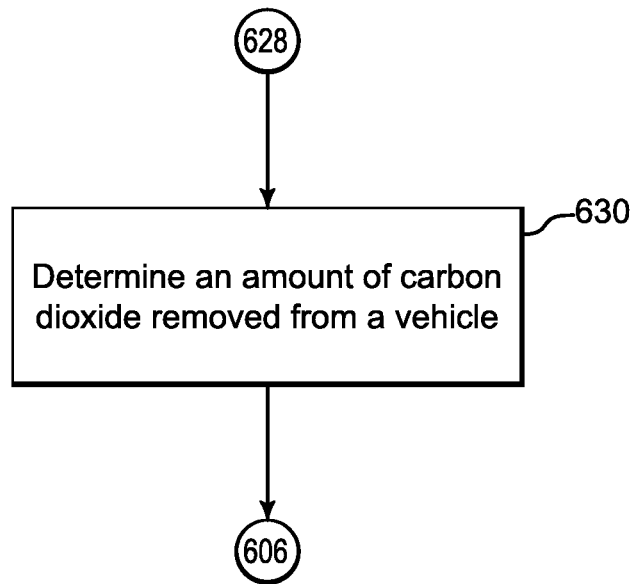 628
630
Determine an amount of carbon
dioxide removed from a vehicle
606